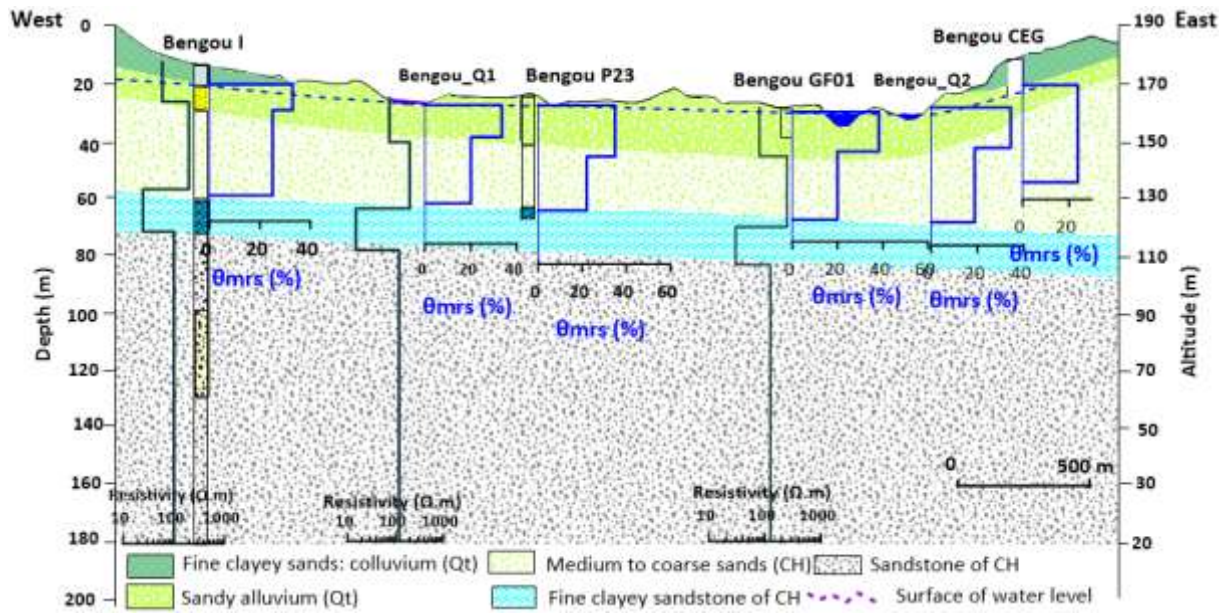 West
East
Bengou I
Bengou_Q1
Bengou P23
Bengou GF01
Bengou_Q2
Bengou CEG
Depth (m)
0
20
40
60
80
100
120
140
160
180
200
Altitude (m)
190
170
150
130
110
90
70
50
30
20
0 20 40
θmrs (%)
0 20 40
θmrs (%)
0 20 40 60
θmrs (%)
0 20 40 60
θmrs (%)
20 40
θmrs (%)
0 20
θmrs (%)
0 500 m
Resistivity (Ω.m)
10 100 1000
Resistivity (Ω.m)
10 100 1000
Resistivity (Ω.m)
10 100 1000
Fine clayey sands: colluvium (Qt)
Medium to coarse sands (CH)
Sandstone of CH
Sandy alluvium (Qt)
Fine clayey sandstone of CH
Surface of water level